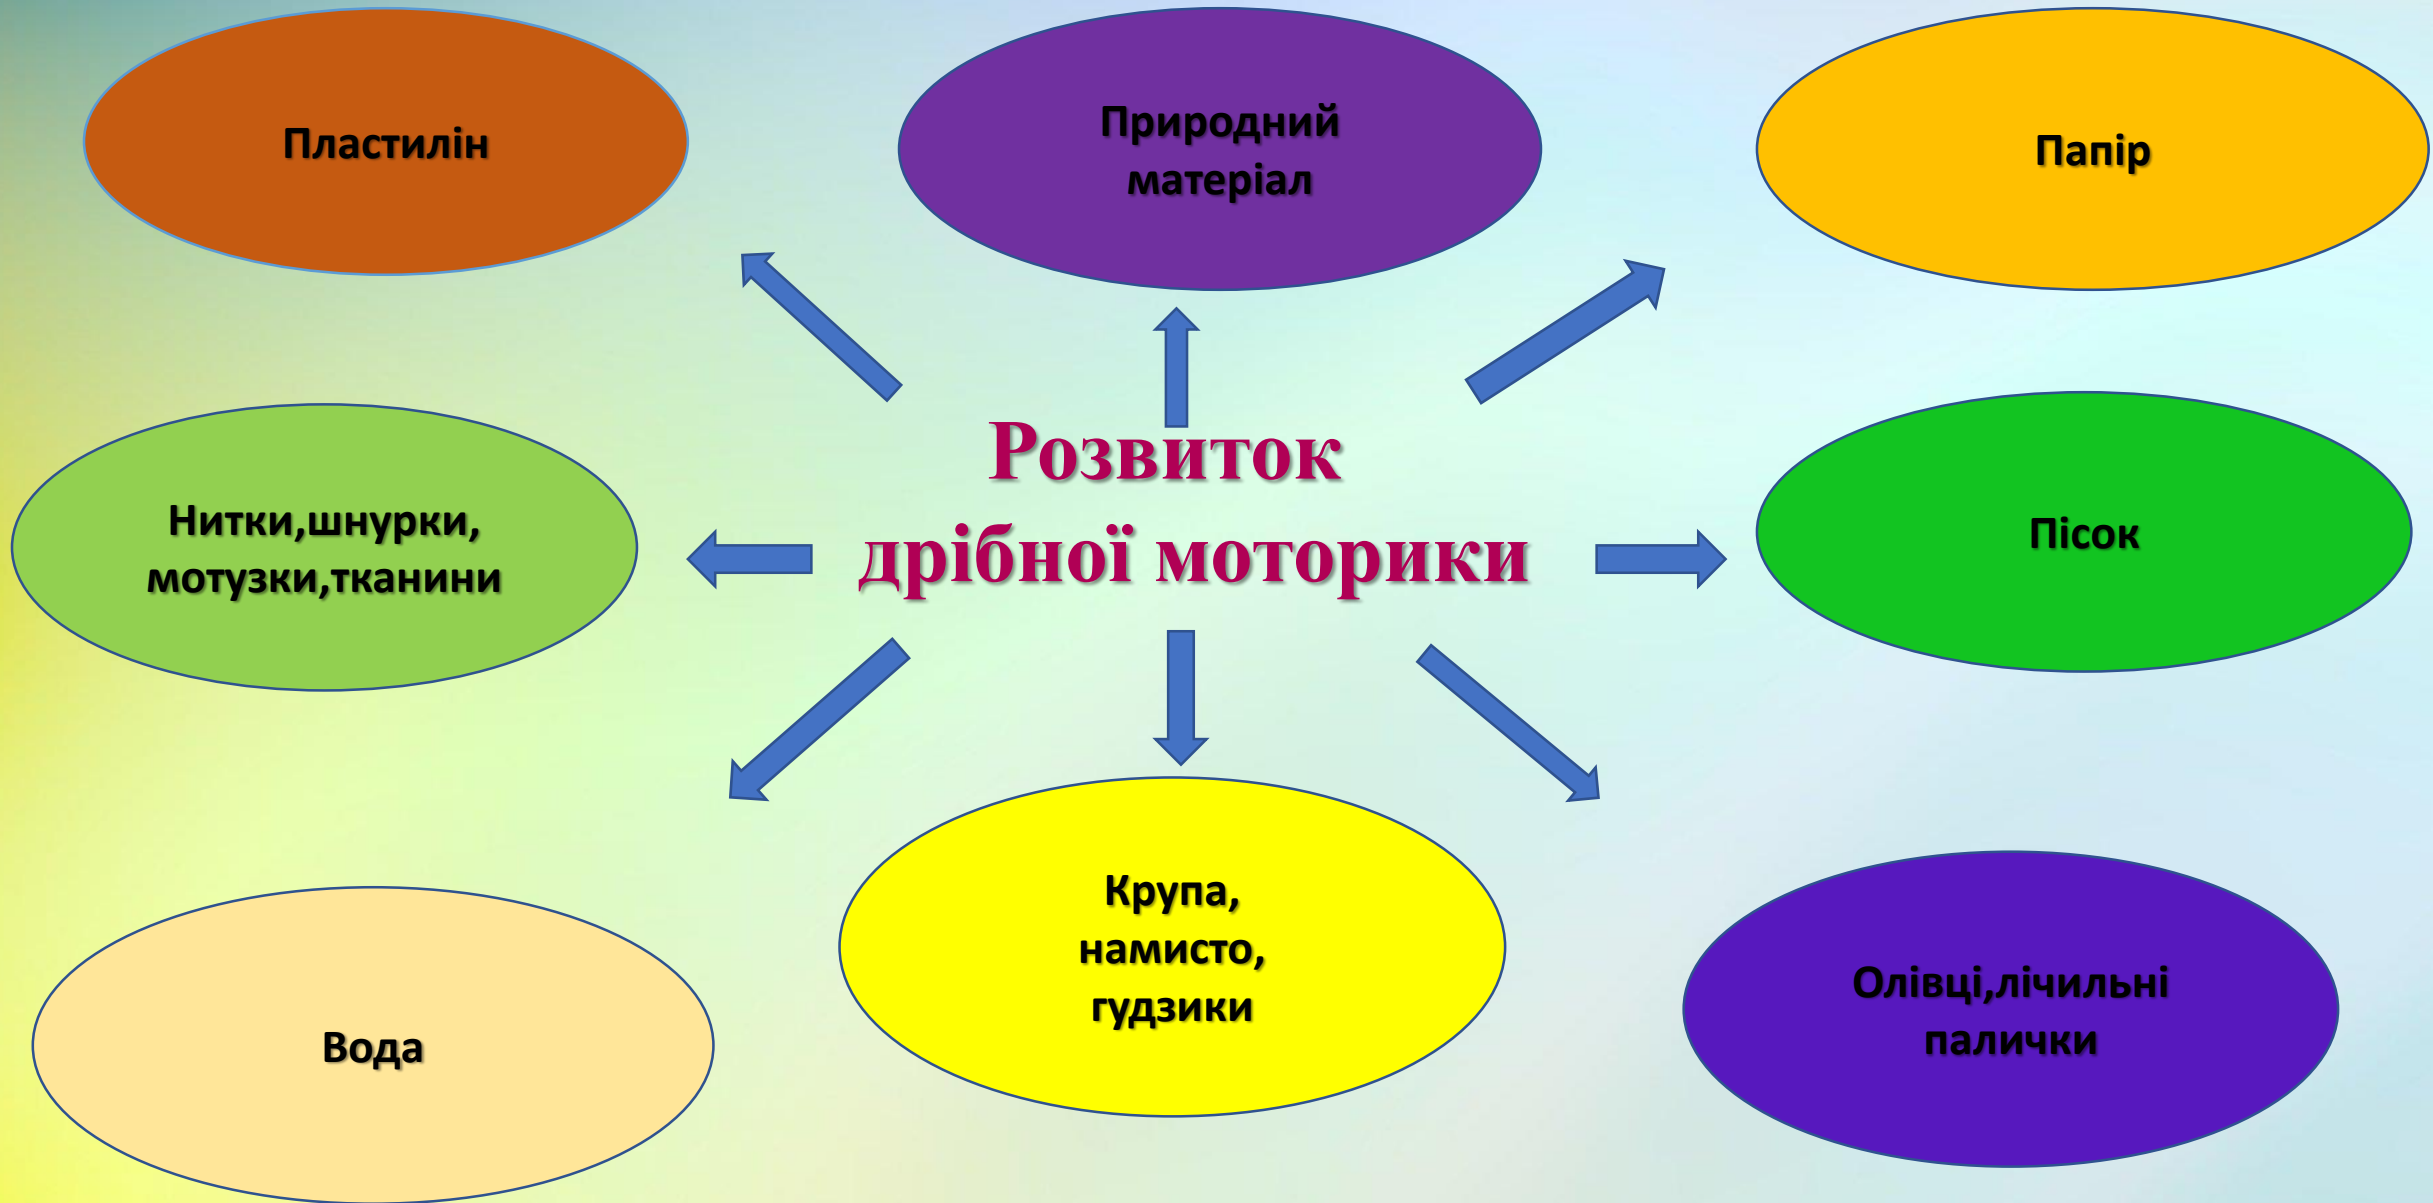 Пластилін
Природний
матеріал
Папір
Розвиток
дрібної моторики
Нитки,шнурки,
мотузки,тканини
Пісок
Вода
Крупа,
намисто,
гудзики
Олівці,лічильні
палички